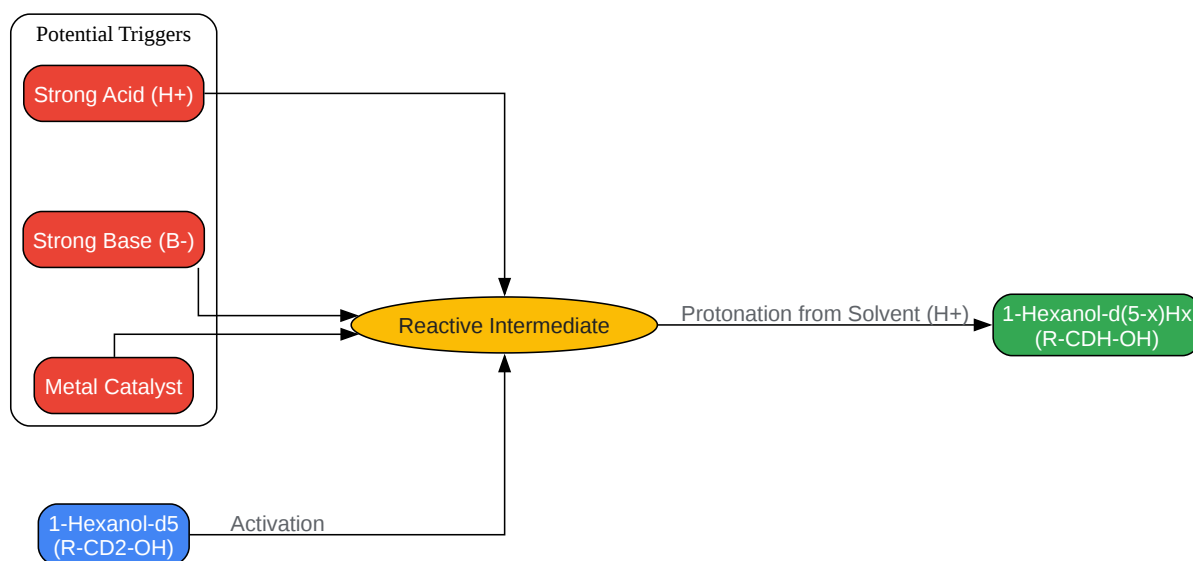 Potential Triggers
Strong Acid (H+)
Strong Base (B-)
Metal Catalyst
Reactive Intermediate
Protonation from Solvent (H+)
1-Hexanol-d(5-x)Hx
(R-CDH-OH)
1-Hexanol-d5
(R-CD2-OH)
Activation